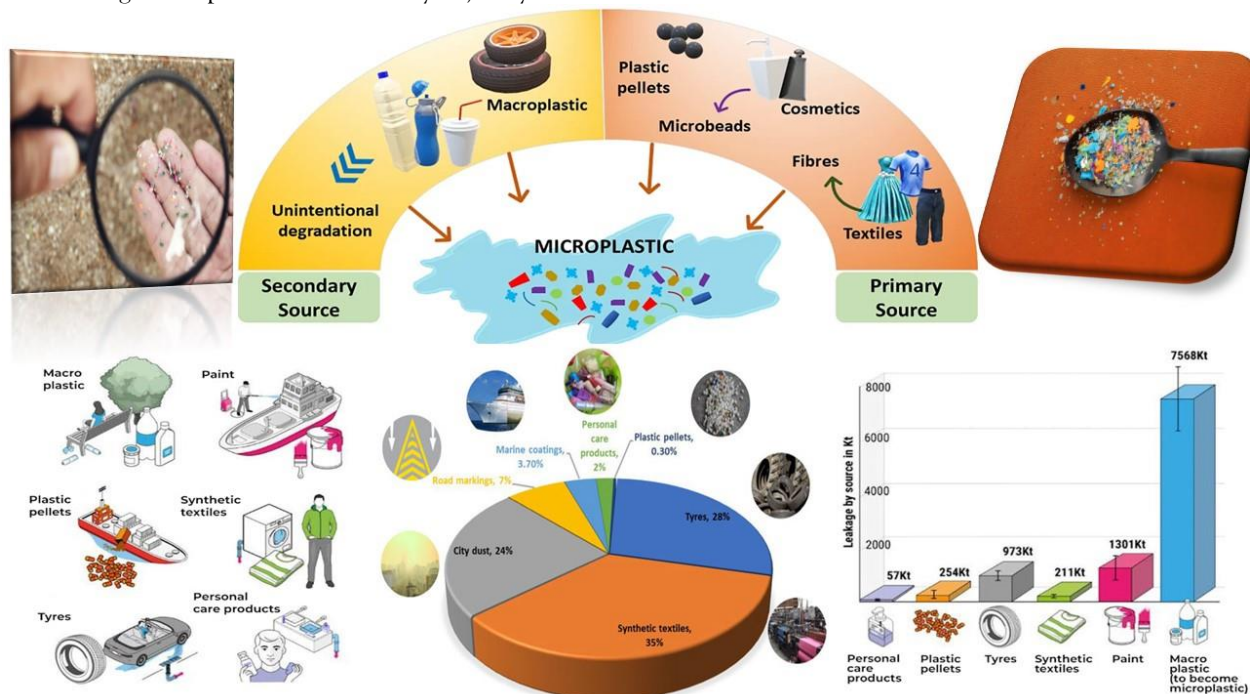 Macroplastic
Unintentional
degradation
Plastic
pellets
Microbeads
Cosmetics
Fibres
Textiles
4
MICROPLASTIC
Secondary
Source
Primary
Source
Macro
plastic
Paint
Plastic
pellets
Synthetic
textiles
Tyres
Personal
care products
Personal
care
products,
2%
Plastic pellets,
0.30%
Marine coatings,
3.70%
Road markings, 7%
Tyres, 28%
City dust, 24%
Synthetic textiles,
35%
Leakage by source in Kt
8000
6000
4000
2000
57Kt
254Kt
973Kt
211Kt
1301Kt
7568Kt
Personal
care
products
Plastic
pellets
Tyres
Synthetic
textiles
Paint
Macro
plastic
(to become
microplastic)